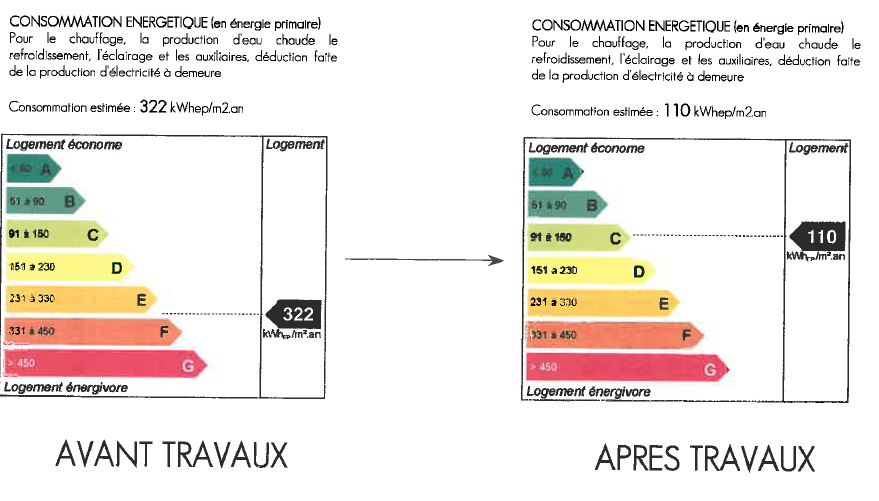 CONSOMMATION ENERGETIQUE (en énergie primaire)
Pour le chauffage, la production d'eau chaude le
refroidissement, l'éclairage et les auxiliaires, déduction faite
de la production d'électricité à demeure
Consommation estimée : 322 kWhep/m2.an
Logement économe
Logement
< 50 A
51 à 90 B
91 à 150 C
151 à 230 D
231 à 330 E
322
kWhEP/m².an
331 à 450 F
> 450 G
Logement énergivore
AVANT TRAVAUX
CONSOMMATION ENERGETIQUE (en énergie primaire)
Pour le chauffage, la production d'eau chaude le
refroidissement, l'éclairage et les auxiliaires, déduction faite
de la production d'électricité à demeure
Consommation estimée : 110 kWhep/m2.an
Logement économe
Logement
< 50 A
51 à 90 B
91 à 150 C
110
kWhEP/m².an
151 à 230 D
231 à 330 E
331 à 450 F
> 450 G
Logement énergivore
APRES TRAVAUX